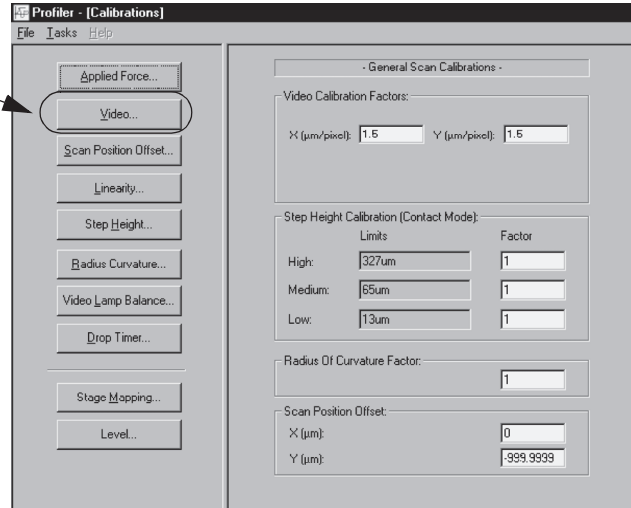 Profiler - [Calibrations]
File Tasks Help
Applied Force...
Video...
Scan Position Offset...
Linearity...
Step Height...
Radius Curvature...
Video Lamp Balance...
Drop Timer...
Stage Mapping...
Level...
- General Scan Calibrations -
Video Calibration Factors:
X (µm/pixel): 1.5 Y (µm/pixel): 1.5
Step Height Calibration (Contact Mode):
Limits Factor
High: 327um 1
Medium: 65um 1
Low: 13um 1
Radius Of Curvature Factor:
1
Scan Position Offset:
X (µm): 0
Y (µm): -999.9999